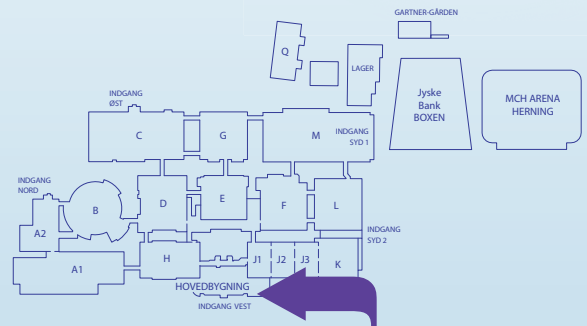 GARTNER-GÅRDEN
Q
LAGER
Jyske
Bank
BOXEN
MCH ARENA
HERNING
INDGANG
ØST
C
G
M
INDGANG
SYD 1
INDGANG
NORD
A2
B
D
E
F
L
INDGANG
SYD 2
A1
H
J1
J2
J3
K
HOVEDBYGNING
INDGANG VEST